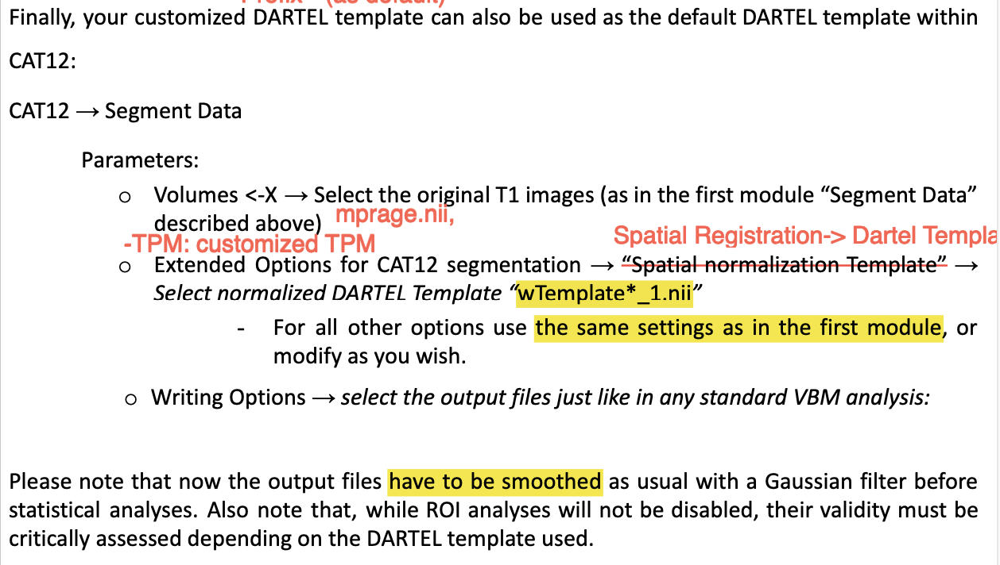 Prefix (as default)
Finally, your customized DARTEL template can also be used as the default DARTEL template within
CAT12:
CAT12 → Segment Data
Parameters:
o Volumes <-X → Select the original T1 images (as in the first module “Segment Data”
described above) mprage.nii,
-TPM: customized TPM Spatial Registration-> Dartel Templa
o Extended Options for CAT12 segmentation → “Spatial normalization Template” →
Select normalized DARTEL Template “wTemplate*_1.nii”
- For all other options use the same settings as in the first module, or
modify as you wish.
o Writing Options → select the output files just like in any standard VBM analysis:
Please note that now the output files have to be smoothed as usual with a Gaussian filter before
statistical analyses. Also note that, while ROI analyses will not be disabled, their validity must be
critically assessed depending on the DARTEL template used.